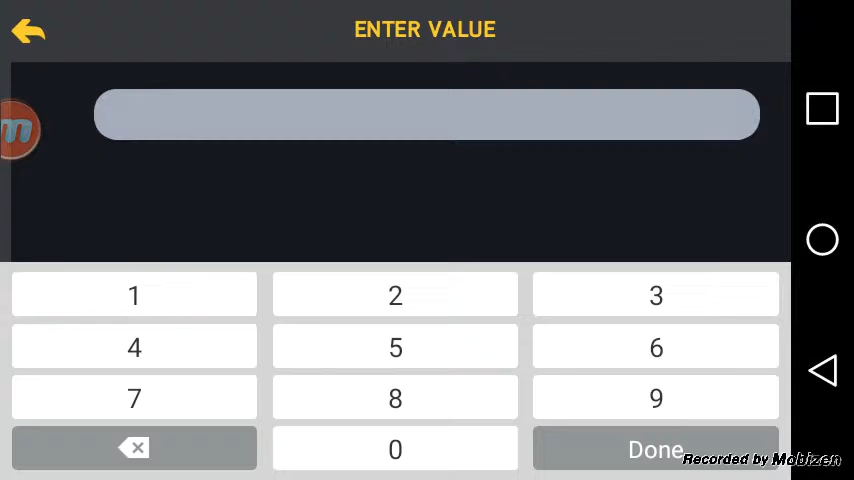 ENTER VALUE
m
1 2 3
4 5 6
7 8 9
0 Done
Recorded by Mobizen